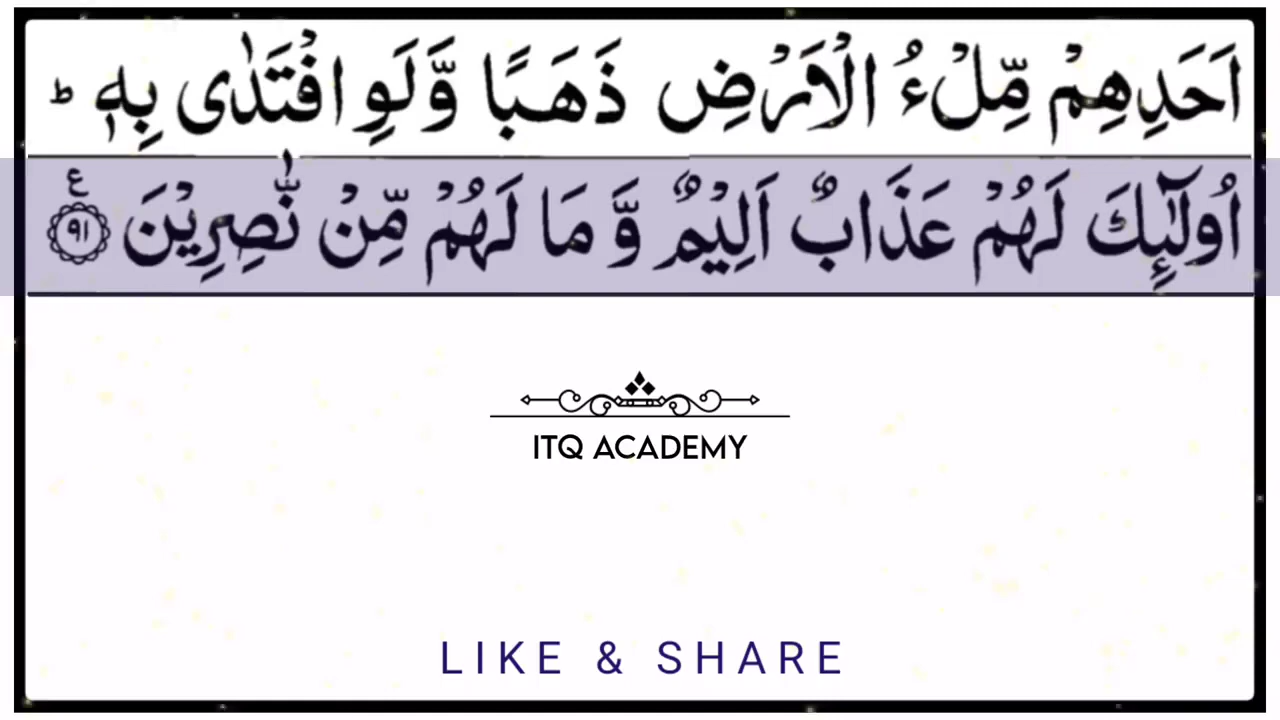 اَحَدِهِمْ مِّلْءُ الْاَرْضِ ذَهَبًا وَّلَوِ افْتَدٰى بِهٖ ؕ
اُولٰٓئِكَ لَهُمْ عَذَابٌ اَلِيْمٌ وَّ مَا لَهُمْ مِّنْ نّٰصِرِيْنَ ۹۱ ع
ITQ ACADEMY
LIKE & SHARE